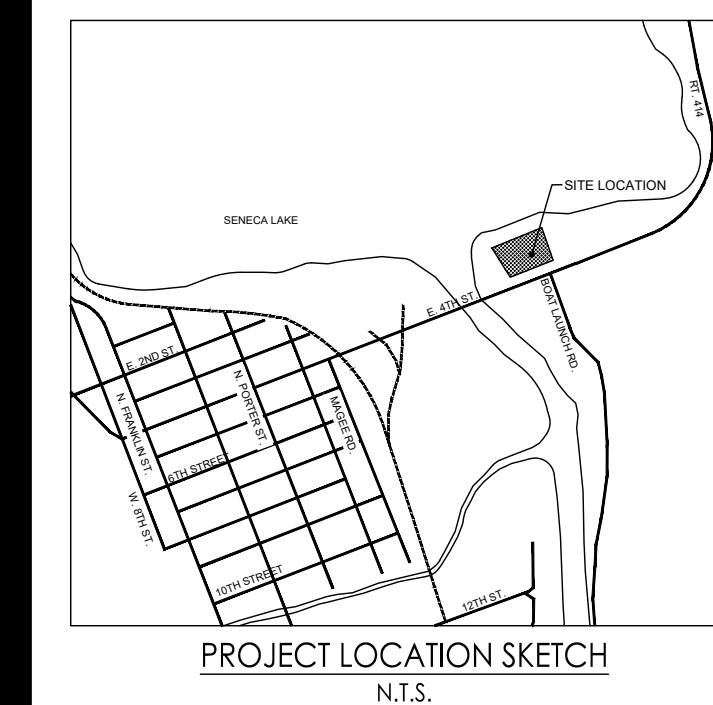 RT. 414
SITE LOCATION
SENECA LAKE
E. 4TH ST.
BOAT LAUNCH RD.
E. 2ND ST.
N. FRANKLIN ST.
N. PORTER ST.
MAGEE RD.
6TH STREET
W. 8TH ST.
10TH STREET
12TH ST.
PROJECT LOCATION SKETCH
N.T.S.